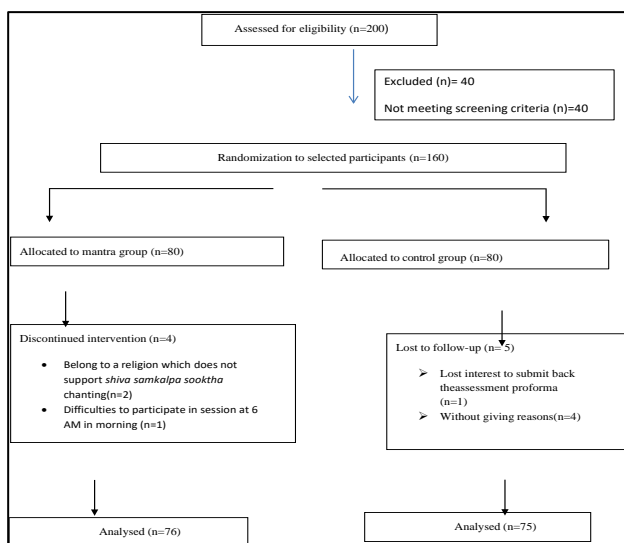 Assessed for eligibility (n=200)
Excluded (n)= 40
Not meeting screening criteria (n)=40
Randomization to selected participants (n=160)
Allocated to mantra group (n=80)
Allocated to control group (n=80)
Discontinued intervention (n=4)
• Belong to a religion which does not
support shiva samkalpa sooktha
chanting(n=2)
• Difficulties to participate in session at 6
AM in morning (n=1)
Lost to follow-up (n= 5)
➢ Lost interest to submit back
theassessment proforma
(n=1)
➢ Without giving reasons(n=4)
Analysed (n=76)
Analysed (n=75)